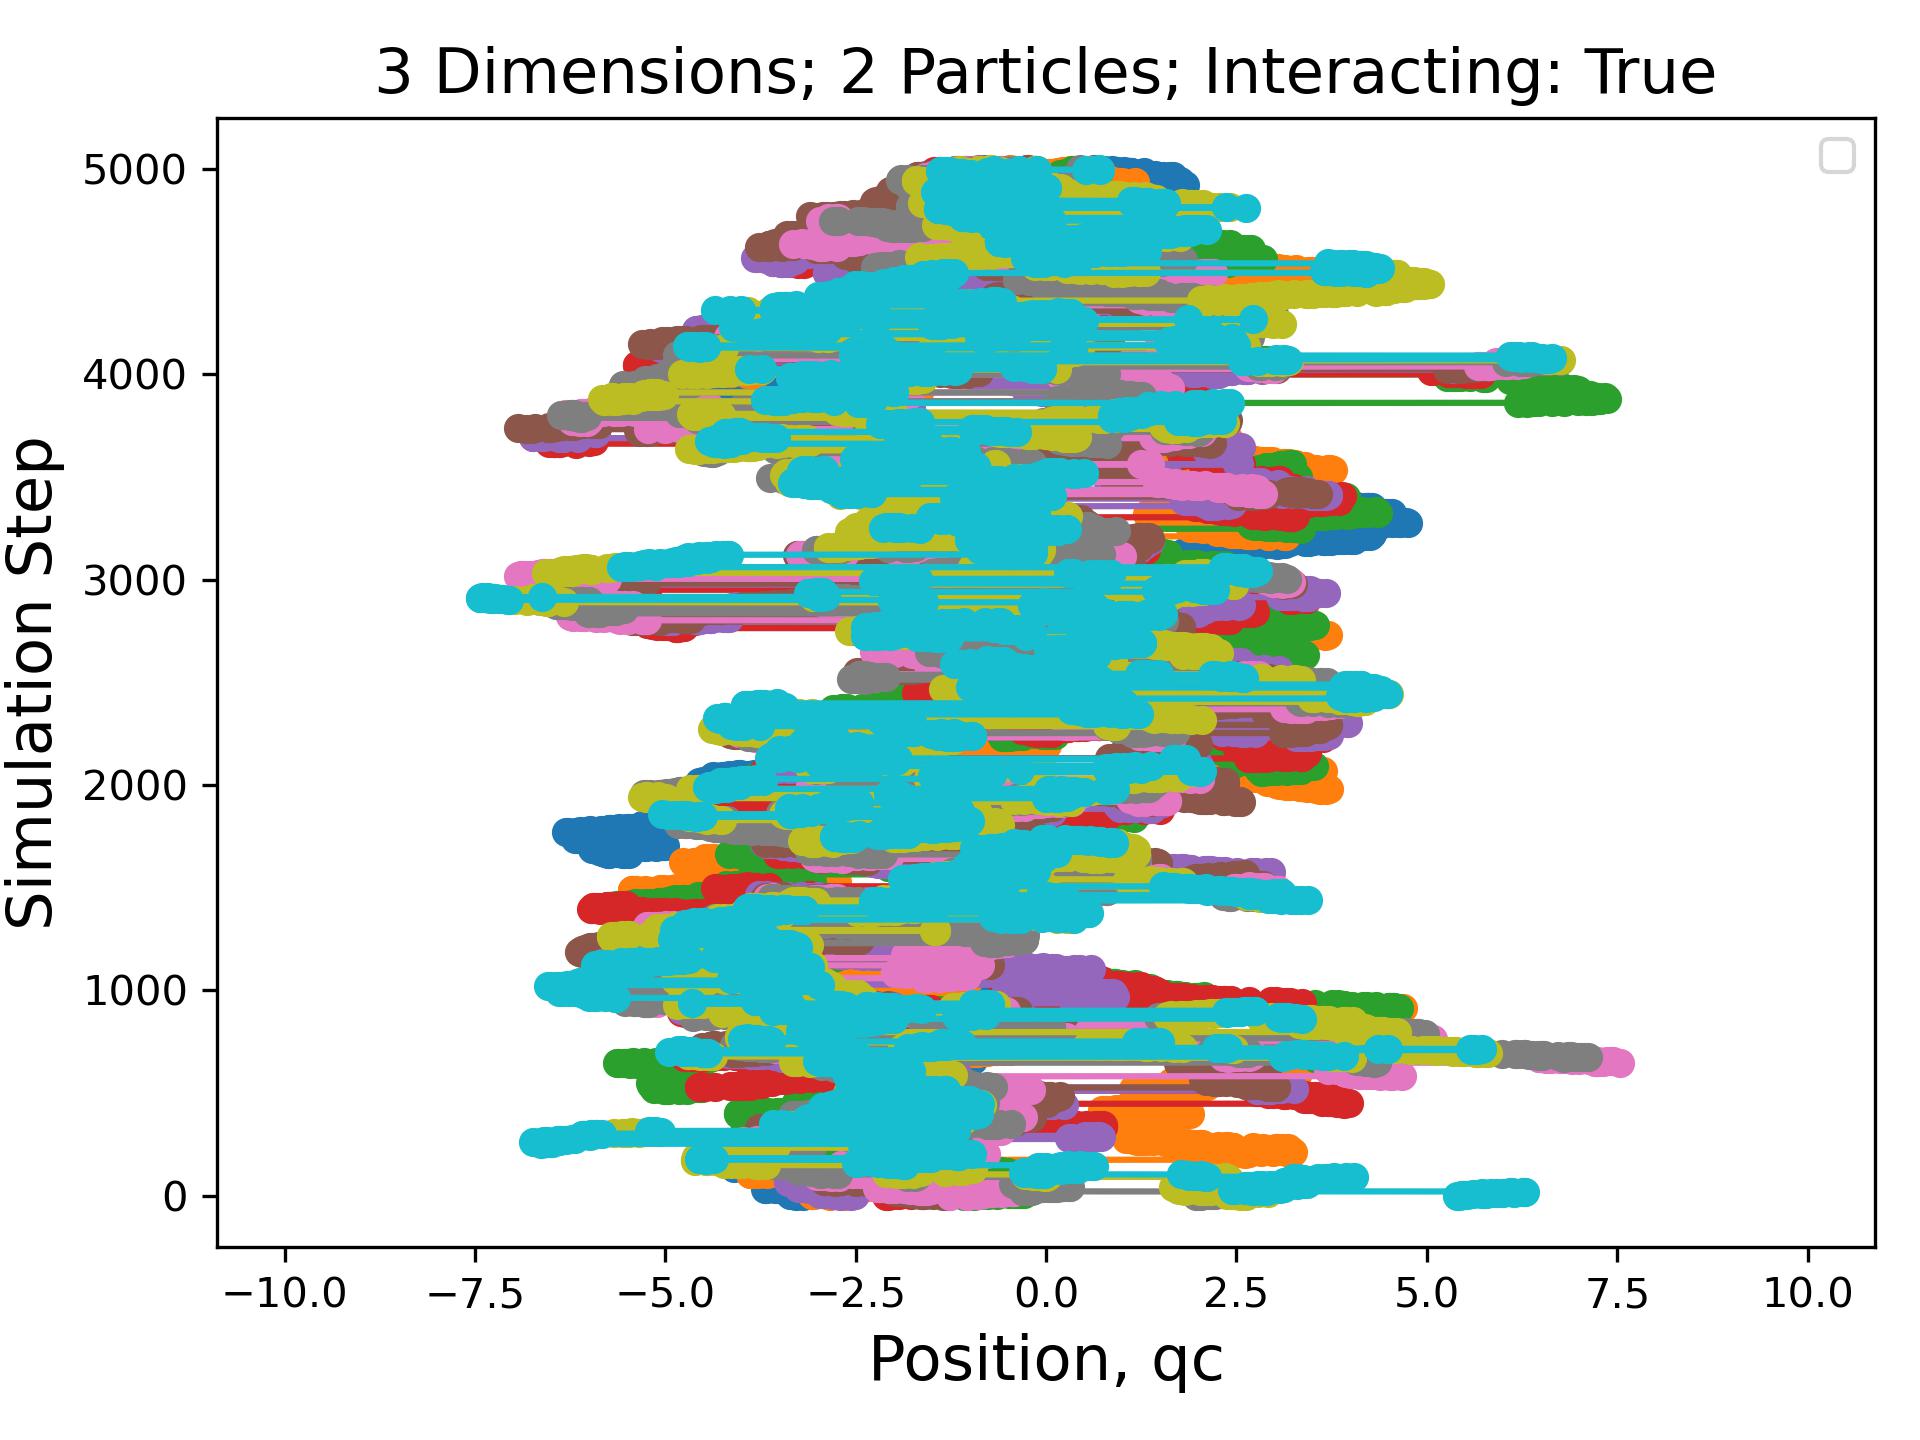 3 Dimensions; 2 Particles; Interacting: True
Simulation Step
5000
4000
3000
2000
1000
0
−10.0 −7.5 −5.0 −2.5 0.0 2.5 5.0 7.5 10.0
Position, qc